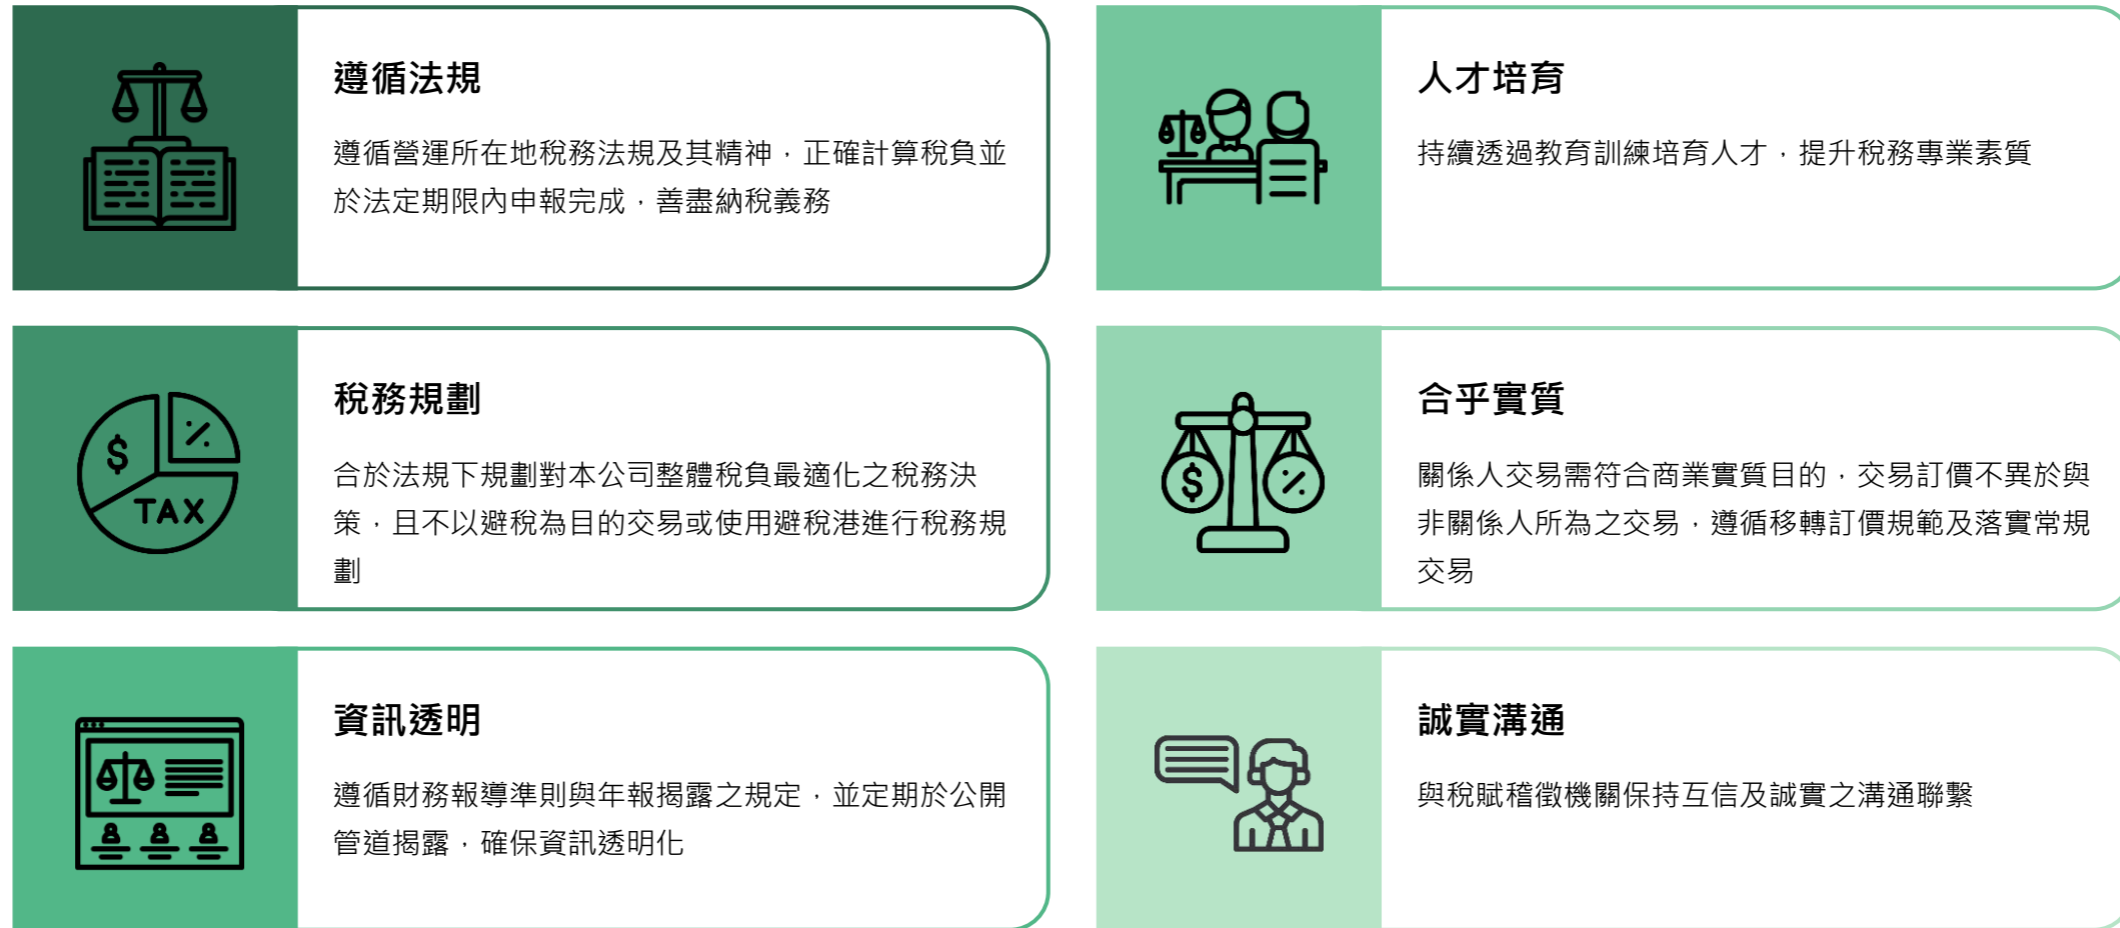 遵循法規
遵循營運所在地稅務法規及其精神，正確計算稅負並
於法定期限內申報完成，善盡納稅義務
稅務規劃
合於法規下規劃對本公司整體稅負最適化之稅務決
策，且不以避稅為目的交易或使用避稅港進行稅務規
劃
$
%
TAX
資訊透明
遵循財務報導準則與年報揭露之規定，並定期於公開
管道揭露，確保資訊透明化
人才培育
持續透過教育訓練培育人才，提升稅務專業素質
合乎實質
關係人交易需符合商業實質目的，交易訂價不異於與
非關係人所為之交易，遵循移轉訂價規範及落實常規
交易
$
%
誠實溝通
與稅賦稽徵機關保持互信及誠實之溝通聯繫